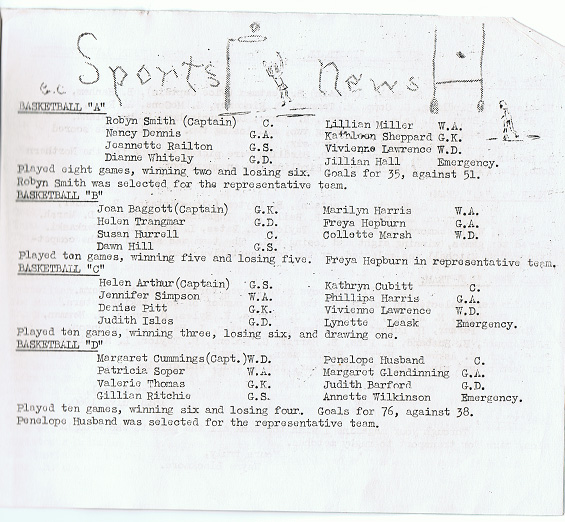 Sports News
G.C
BASKETBALL "A"
Robyn Smith (Captain) C. Lillian Miller W.A.
Nancy Dennis G.A. Kathleen Sheppard G.K.
Jeannette Railton G.S. Vivienne Lawrence W.D.
Dianne Whitely G.D. Jillian Hall Emergency.
Played eight games, winning two and losing six. Goals for 35, against 51.
Robyn Smith was selected for the representative team.
BASKETBALL "B"
Joan Baggott(Captain) G.K. Marilyn Harris W.A.
Helen Trangmar G.D. Freya Hepburn G.A.
Susan Hurrell C. Collette Marsh W.D.
Dawn Hill G.S.
Played ten games, winning five and losing five. Freya Hepburn in representative team.
BASKETBALL "C"
Helen Arthur(Captain) G.S. Kathryn Cubitt C.
Jennifer Simpson W.A. Phillipa Harris G.A.
Denise Pitt G.K. Vivienne Lawrence W.D.
Judith Isles G.D. Lynette Leask Emergency.
Played ten games, winning three, losing six, and drawing one.
BASKETBALL "D"
Margaret Cummings(Capt.)W.D. Penelope Husband C.
Patricia Soper W.A. Margaret Glendinning G.A.
Valerie Thomas G.K. Judith Barford G.D.
Gillian Ritchie G.S. Annette Wilkinson Emergency.
Played ten games, winning six and losing four. Goals for 76, against 38.
Penelope Husband was selected for the representative team.